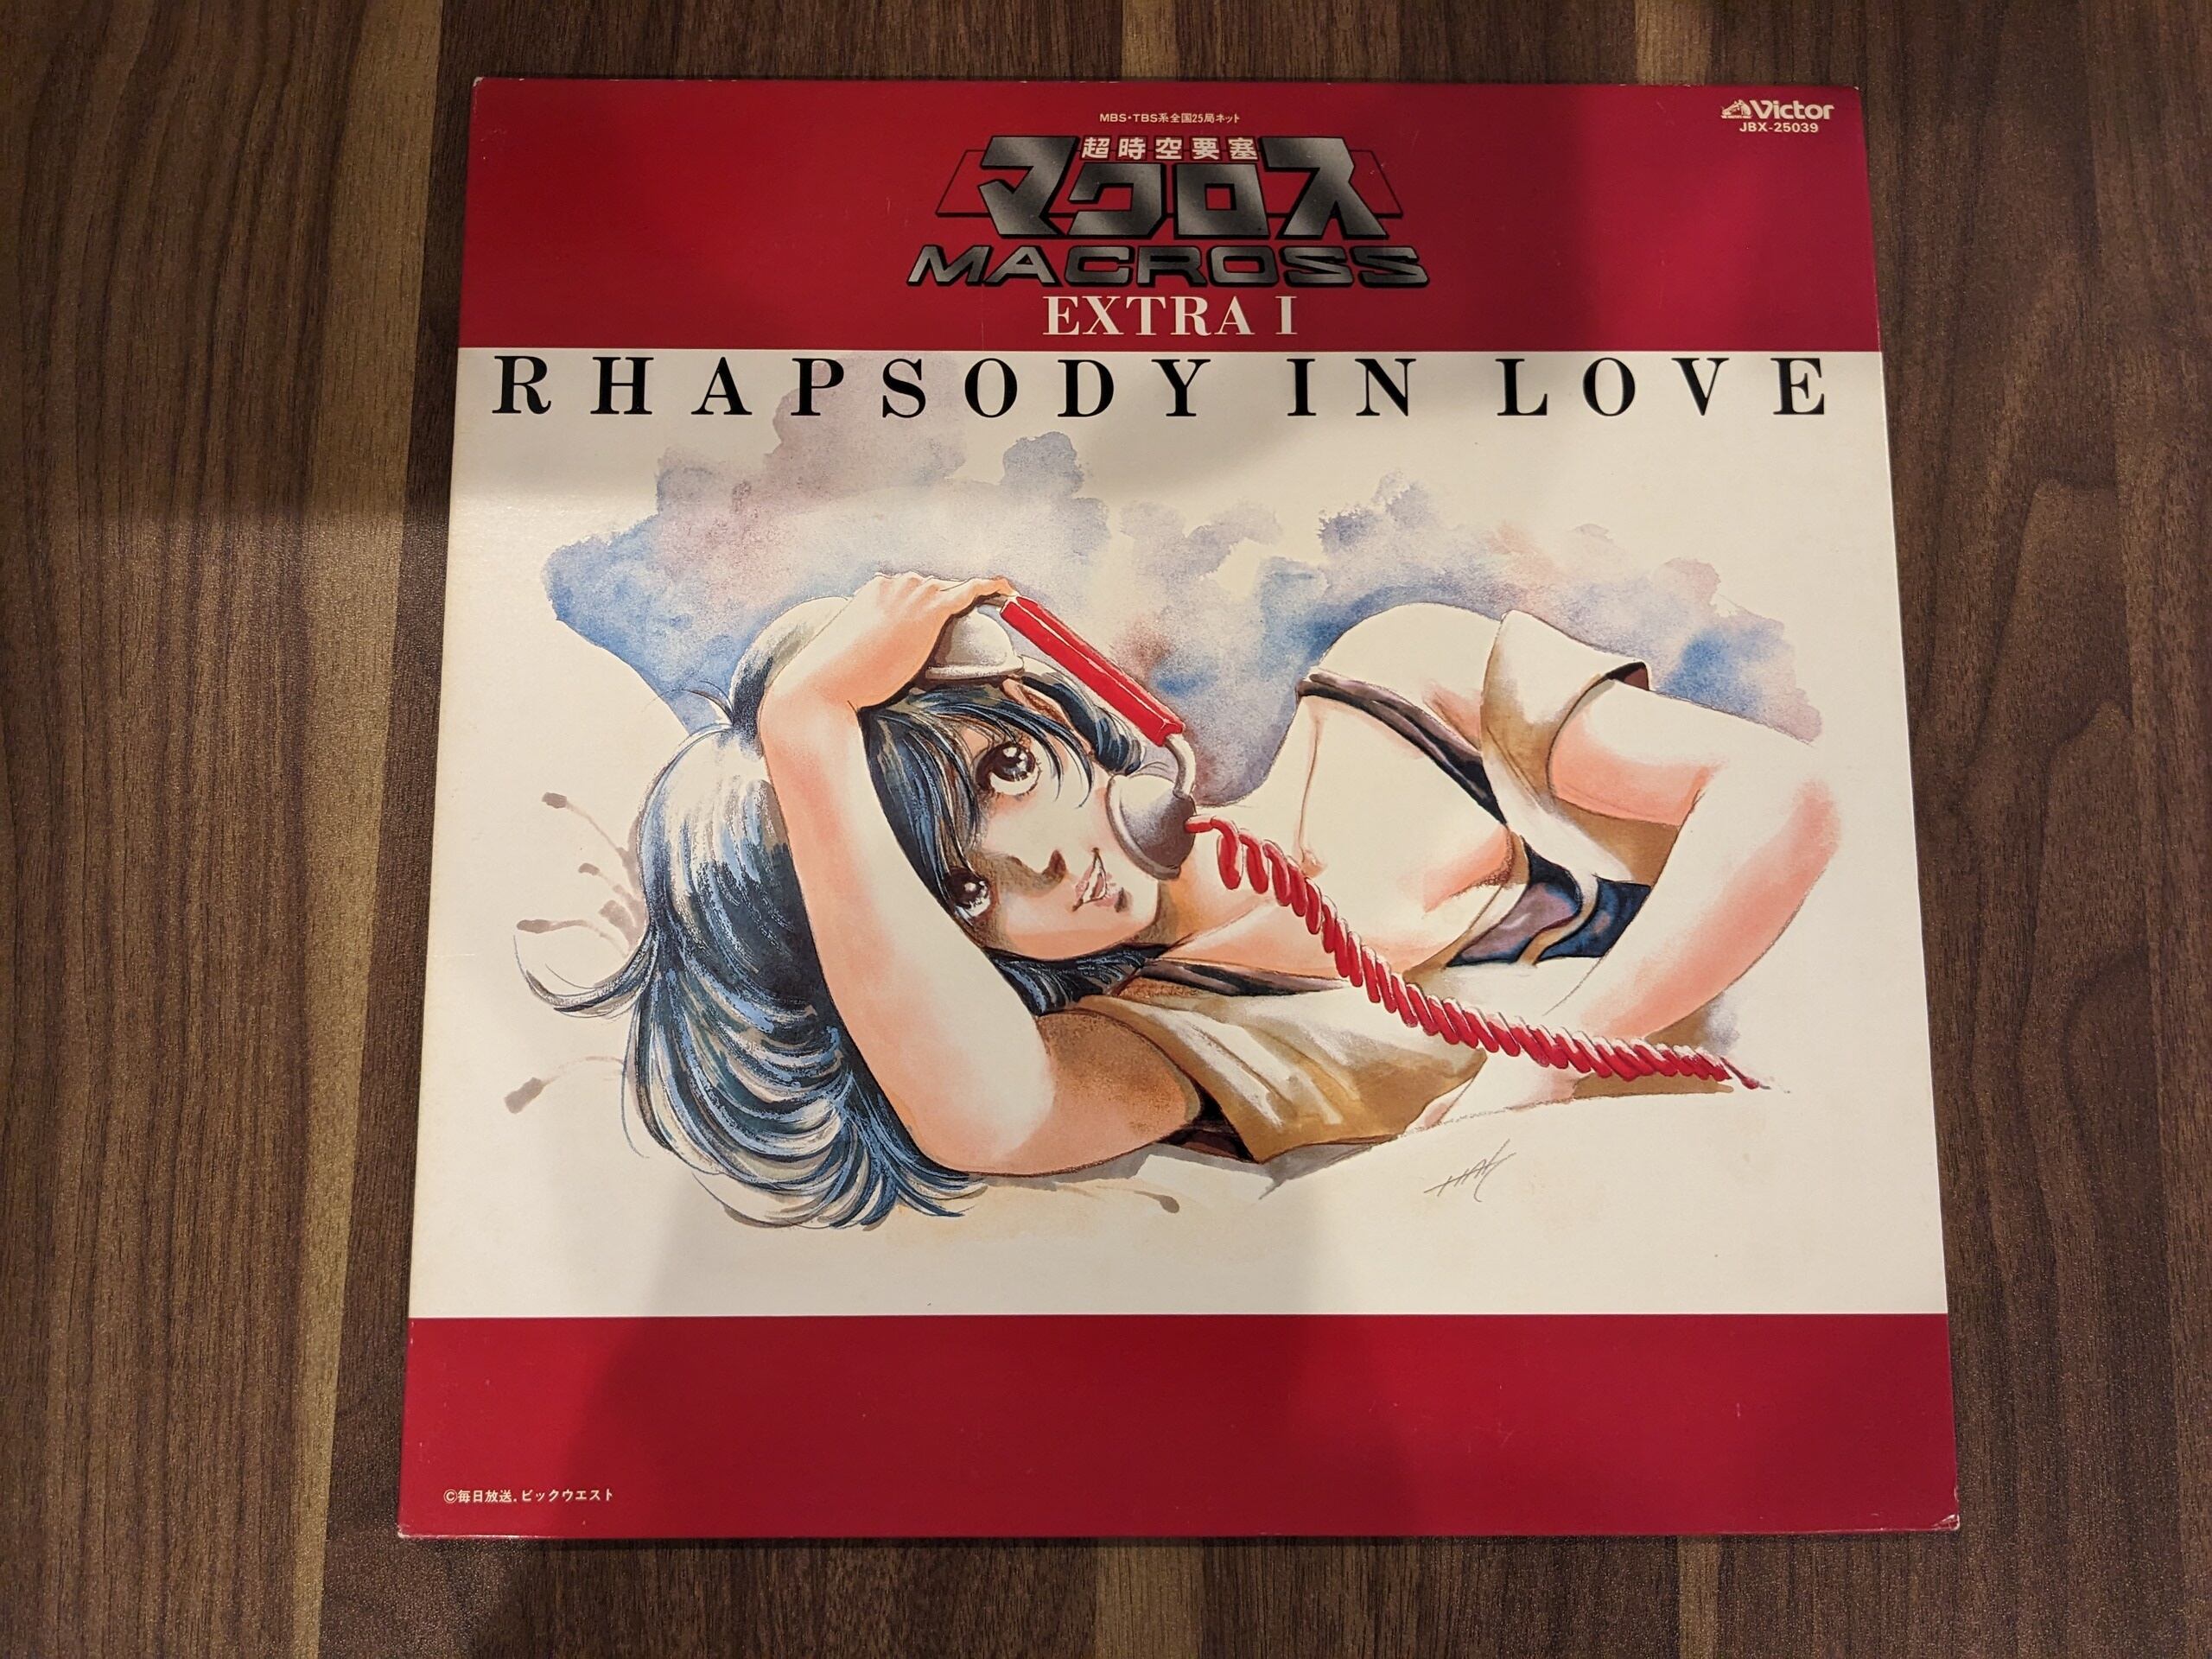 MBS・TBS系全国25局ネット
Victor
JBX-25039
超時空要塞
マクロス
MACROSS
EXTRA I
RHAPSODY IN LOVE
HAL
©毎日放送.ビックウエスト